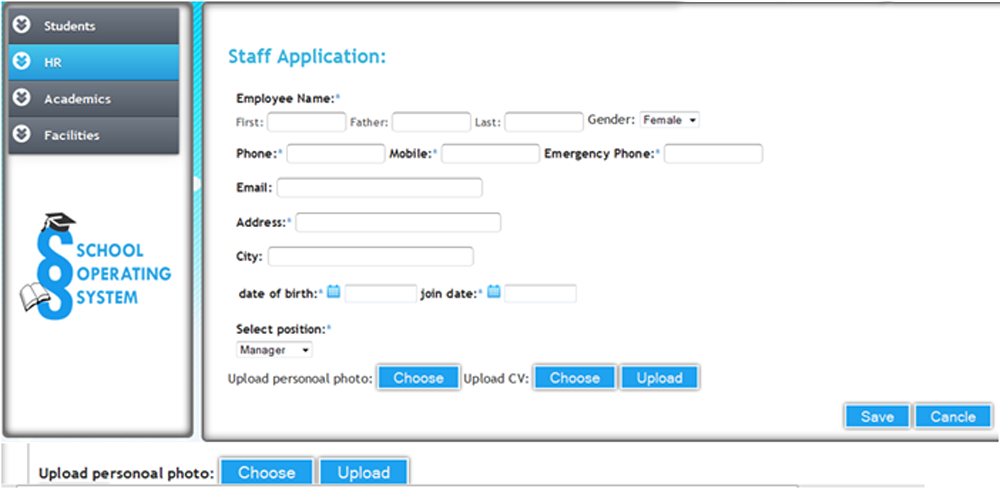 Students
HR
Academics
Facilities
SCHOOL
OPERATING
SYSTEM
Staff Application:
Employee Name:*
First: Father: Last: Gender: Female
Phone:* Mobile:* Emergency Phone:*
Email:
Address:*
City:
date of birth:* join date:*
Select position:*
Manager
Upload personoal photo: Choose Upload CV: Choose Upload
Save Cancle
Upload personoal photo: Choose Upload